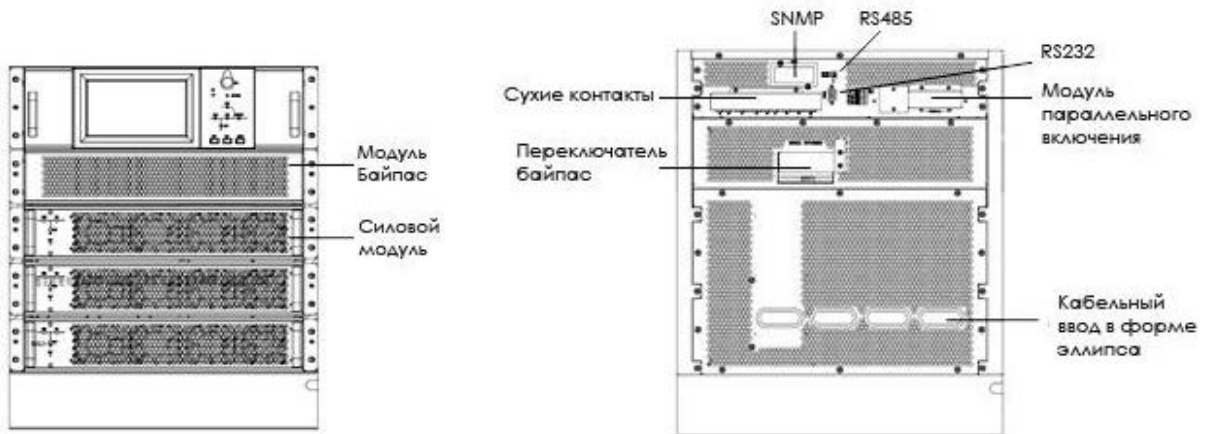 SNMP
RS485
RS232
Сухие контакты
Модуль
параллельного
включения
Модуль
Байпас
Переключатель
байпас
Силовой
модуль
Кабельный
ввод в форме
эллипса